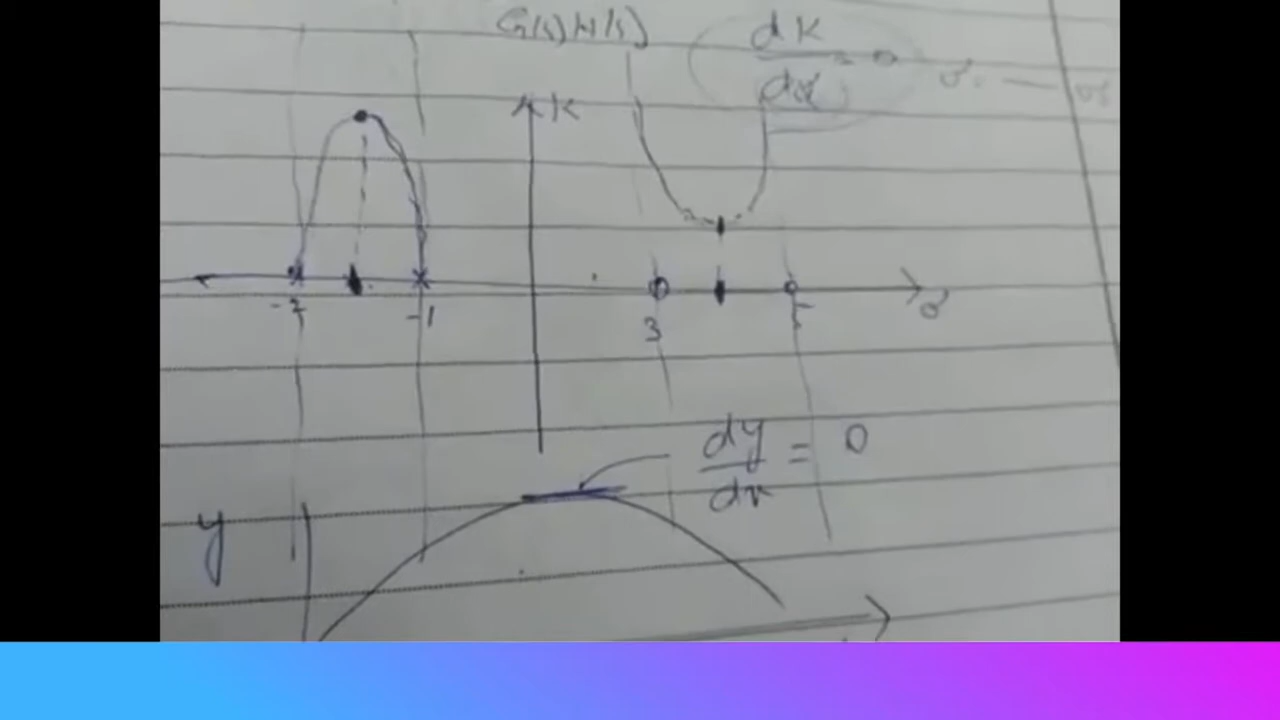 G(s)H(s)
dK/dσ = 0
K
-2
-1
3
5
σ
dy/dx = 0
y